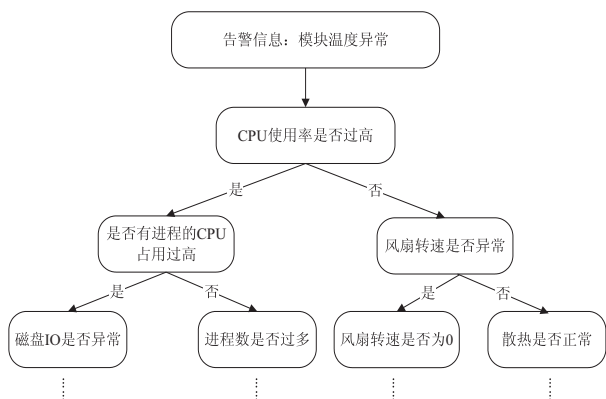 告警信息：模块温度异常
CPU使用率是否过高
是
否
是否有进程的CPU
占用过高
风扇转速是否异常
是
否
是
否
磁盘IO是否异常
进程数是否过多
风扇转速是否为0
散热是否正常